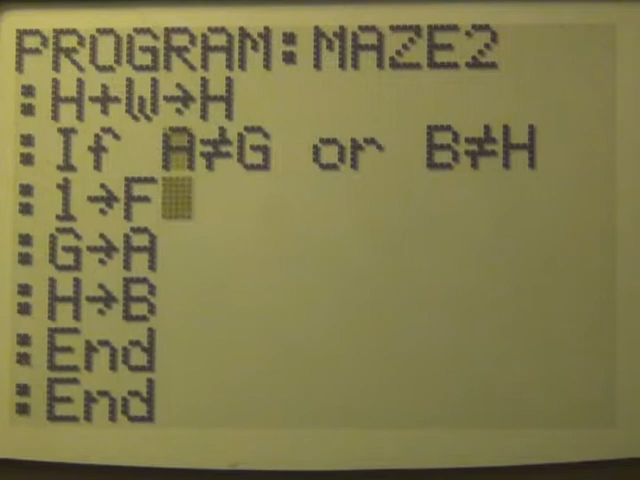 PROGRAM:MAZE2
:H+W→H
:If A≠G or B≠H
:1→F
:G→A
:H→B
:End
:End